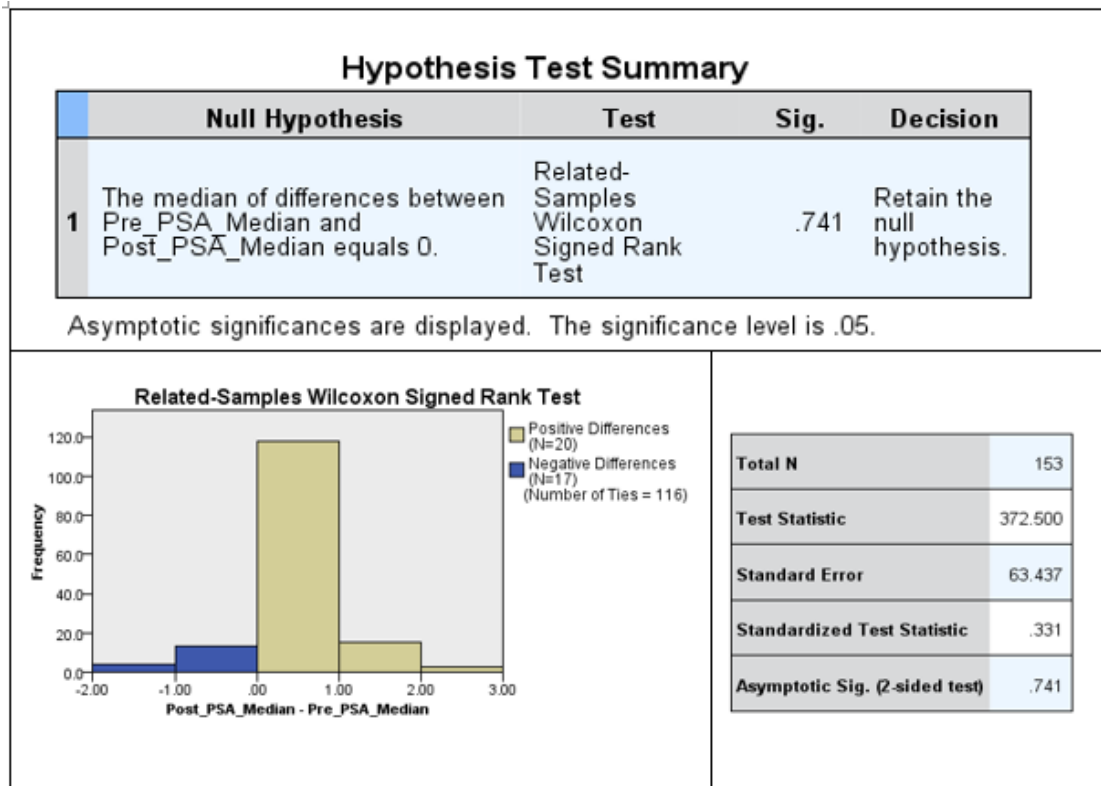 Hypothesis Test Summary
Null Hypothesis Test Sig. Decision
1 The median of differences between Pre_PSA_Median and Post_PSA_Median equals 0. Related-Samples Wilcoxon Signed Rank Test .741 Retain the null hypothesis.
Asymptotic significances are displayed. The significance level is .05.
Related-Samples Wilcoxon Signed Rank Test
Positive Differences
(N=20)
Negative Differences
(N=17)
(Number of Ties = 116)
Frequency
120.0
100.0
80.0
60.0
40.0
20.0
0.0
-2.00 -1.00 .00 1.00 2.00 3.00
Post_PSA_Median - Pre_PSA_Median
Total N 153
Test Statistic 372.500
Standard Error 63.437
Standardized Test Statistic .331
Asymptotic Sig. (2-sided test) .741